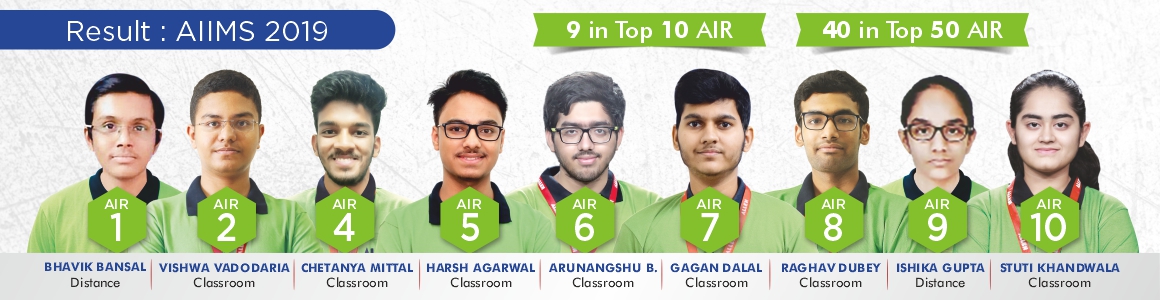 Result : AIIMS 2019
9 in Top 10 AIR
40 in Top 50 AIR
AIR
1
AIR
2
AIR
4
AIR
5
AIR
6
AIR
7
AIR
8
AIR
9
AIR
10
BHAVIK BANSAL
Distance
VISHWA VADODARIA
Classroom
CHETANYA MITTAL
Classroom
HARSH AGARWAL
Classroom
ARUNANGSHU B.
Classroom
GAGAN DALAL
Classroom
RAGHAV DUBEY
Classroom
ISHIKA GUPTA
Distance
STUTI KHANDWALA
Classroom